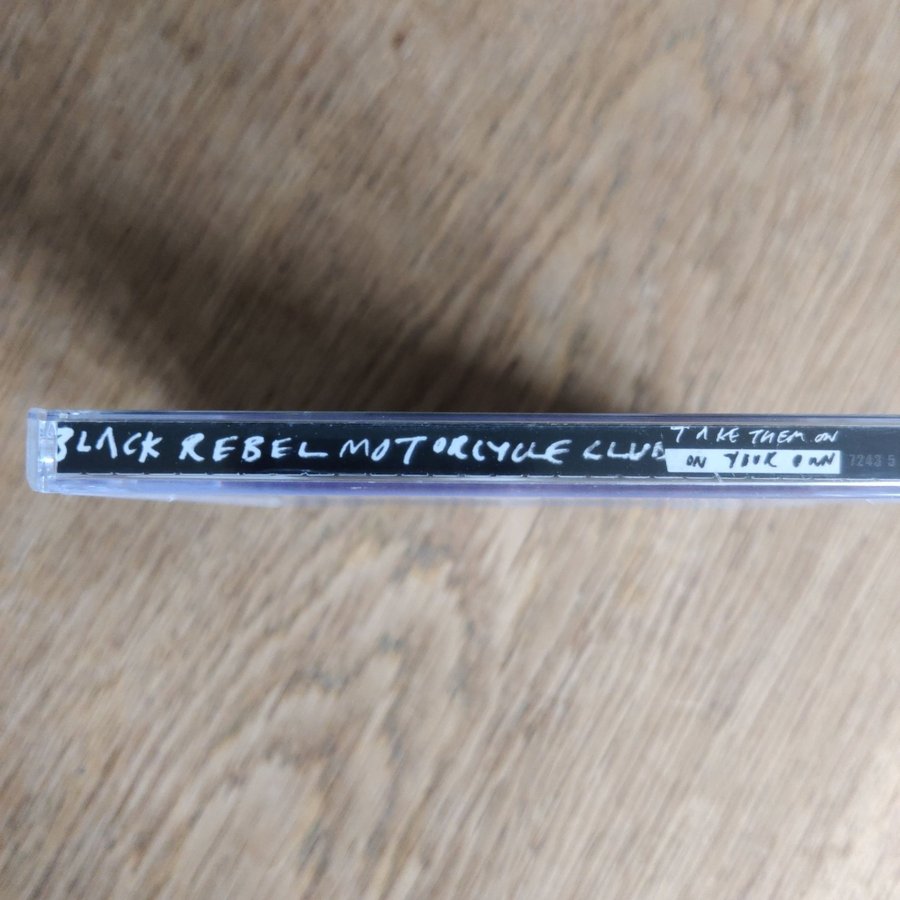 BLACK REBEL MOTORCYCLE CLUB
TAKE THEM ON
ON YOUR OWN
7243 5